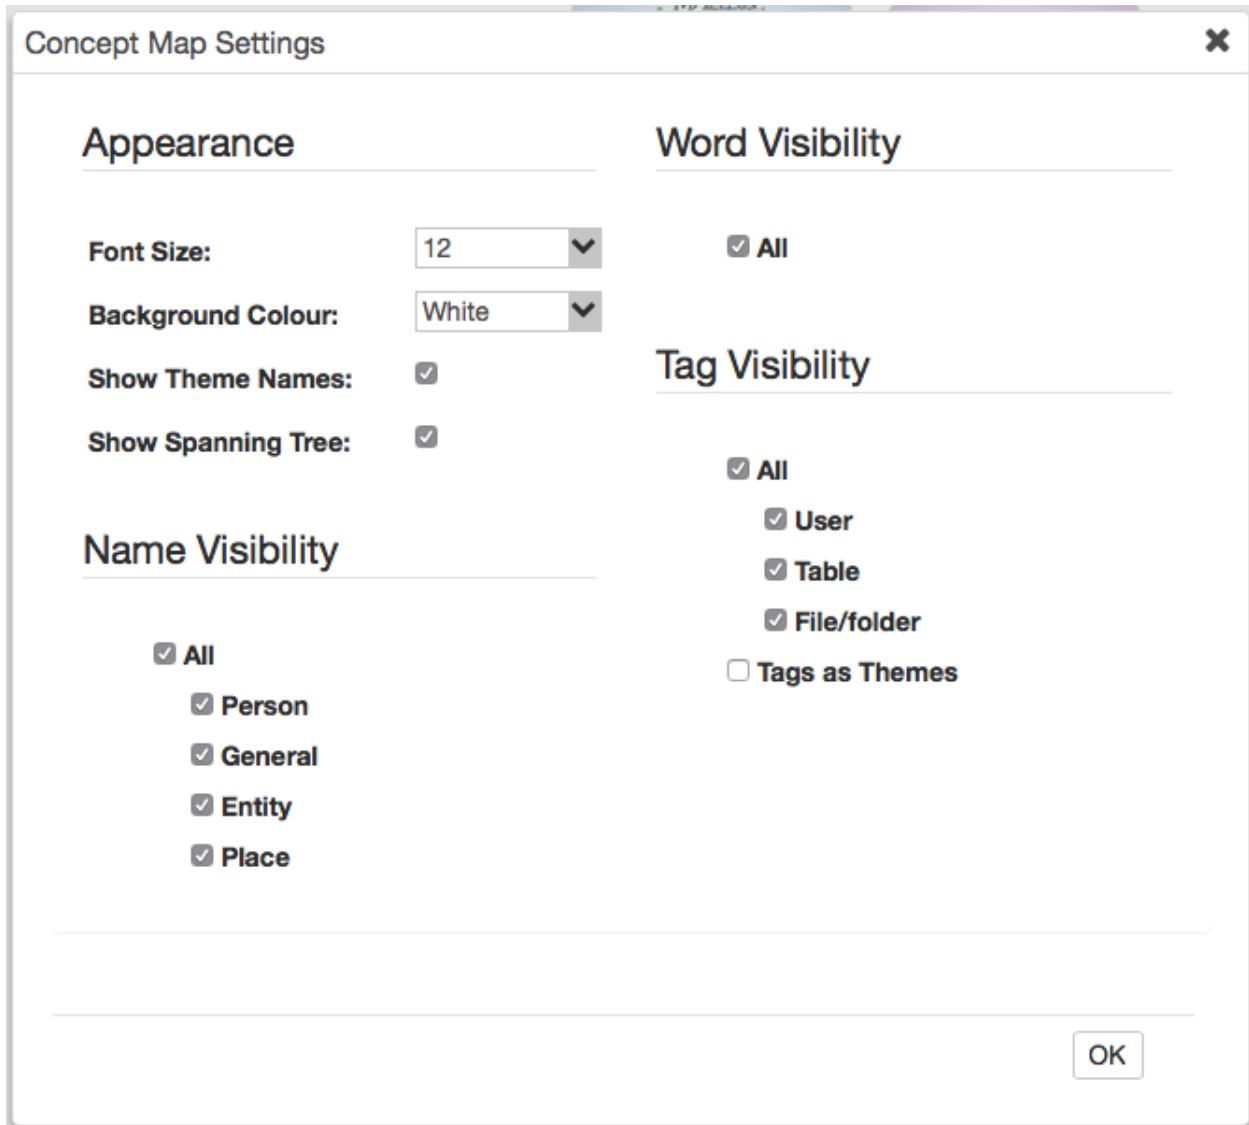 Concept Map Settings
Appearance
Font Size:
12
Background Colour:
White
Show Theme Names:
Show Spanning Tree:
Name Visibility
All
Person
General
Entity
Place
Word Visibility
All
Tag Visibility
All
User
Table
File/folder
Tags as Themes
OK